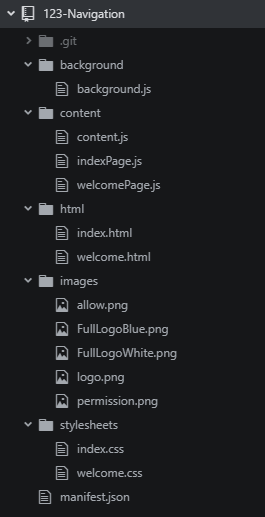 123-Navigation
.git
background
background.js
content
content.js
indexPage.js
welcomePage.js
html
index.html
welcome.html
images
allow.png
FullLogoBlue.png
FullLogoWhite.png
logo.png
permission.png
stylesheets
index.css
welcome.css
manifest.json